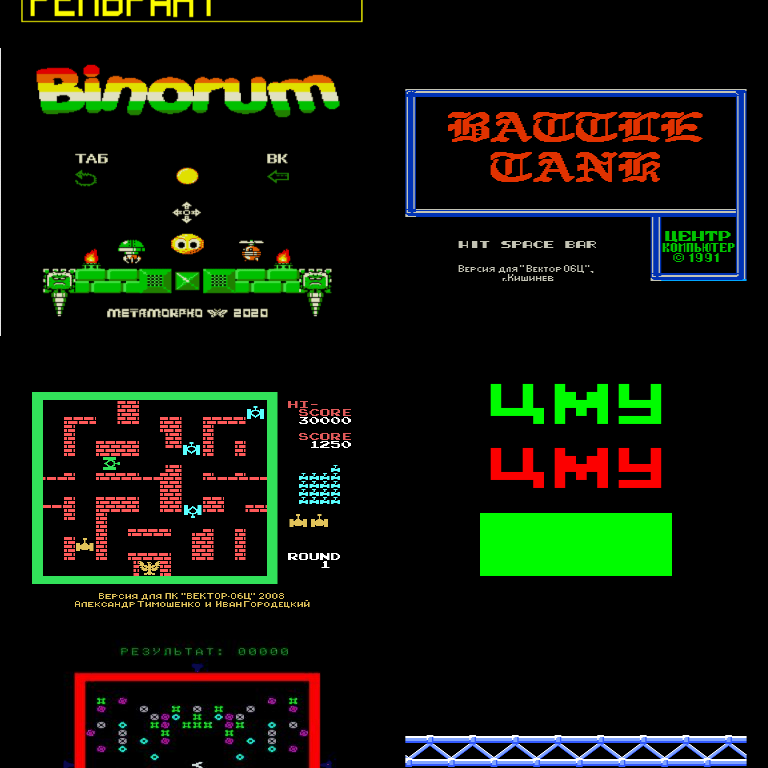 РЕМБРАНТ
Binorum
ТАБ ВК
METAMORPHO 2020
BATTLE
TANK
HIT SPACE BAR
Версия для "Вектор 06Ц",
г.Кишинев
ЦЕНТР
КОМПЬЮТЕР
© 1991
HI-
SCORE
30000
SCORE
1250
ROUND
1
Версия для ПК "ВЕКТОР-06Ц" 2008
Александр Тимошенко и Иван Городецкий
ЦМУ
ЦМУ
РЕЗУЛЬТАТ: 00000